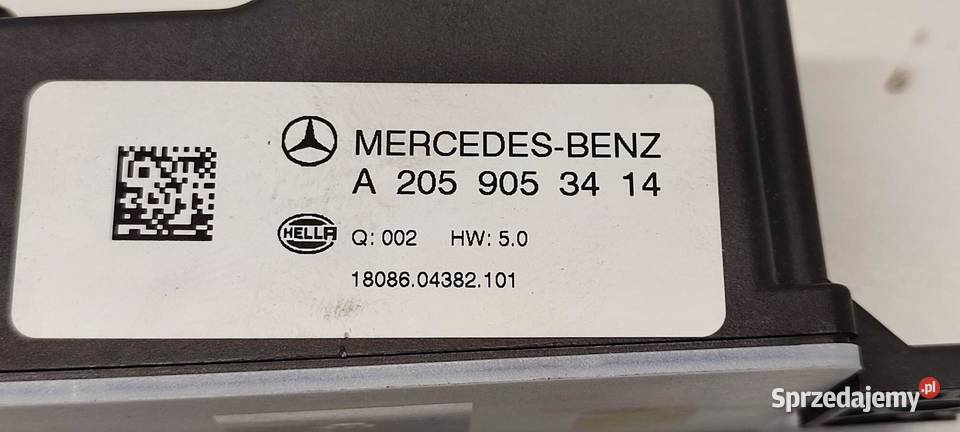 MERCEDES-BENZ
A 205 905 34 14
HELLA
Q: 002 HW: 5.0
18086.04382.101
Sprzedajemy.pl